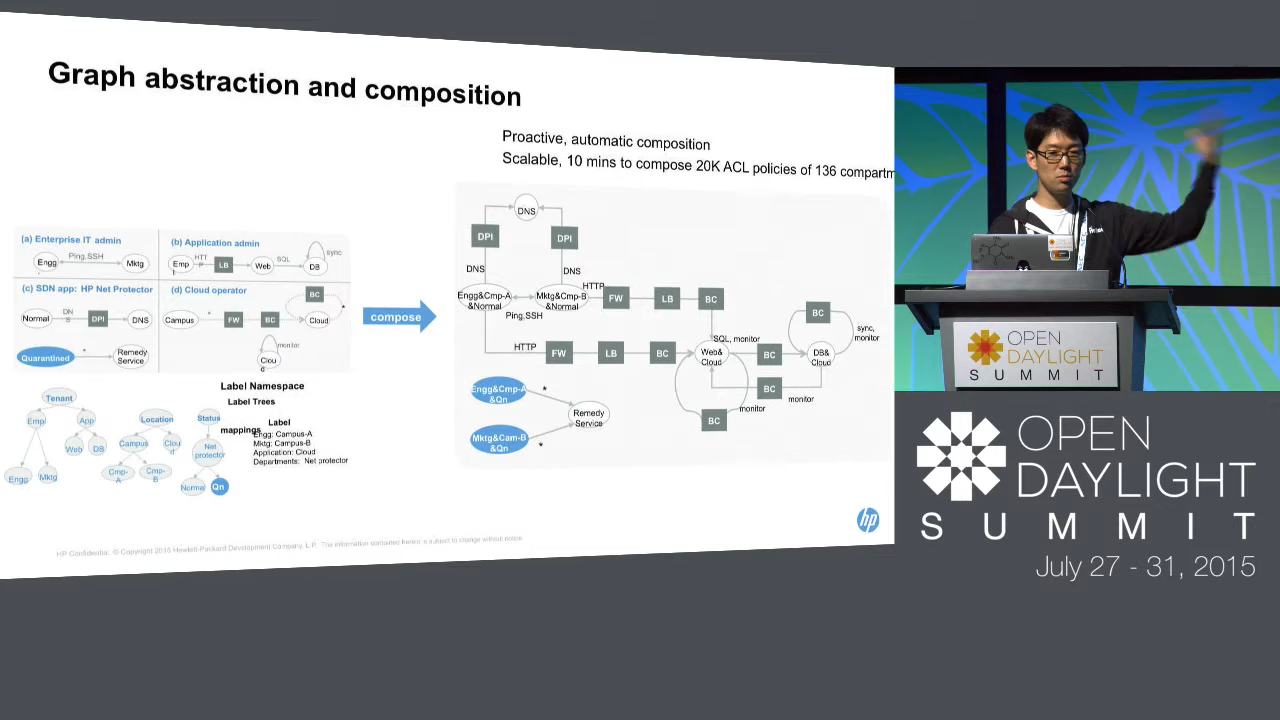 Graph abstraction and composition
Proactive, automatic composition
Scalable, 10 mins to compose 20K ACL policies of 136 compartm
(a) Enterprise IT admin
Engg
Ping,SSH
Mktg
(b) Application admin
Emp
l
HTT
P
LB
Web
SQL
DB
sync
(c) SDN app: HP Net Protector
Normal
DN
S
DPI
DNS
Quarantined
*
Remedy
Service
(d) Cloud operator
Campus
*
FW
BC
Cloud
BC
*
monitor
Clou
d
compose
Label Namespace
Label Trees
mappings
Label
Engg: Campus-A
Mktg: Campus-B
Application: Cloud
Departments: Net protector
Tenant
Emp
App
Web
DB
Engg
Mktg
Location
Campus
Clou
d
Cmp-
A
Cmp-
B
Status
Net
protector
Normal
Qn
DNS
DPI
DPI
DNS
DNS
Engg&Cmp-A
&Normal
Mktg&Cmp-B
&Normal
Ping,SSH
HTTP
FW
LB
BC
HTTP
FW
LB
BC
Web&
Cloud
SQL, monitor
BC
BC
DB&
Cloud
BC
sync,
monitor
monitor
monitor
BC
Engg&Cmp-A
&Qn
*
Mktg&Cam-B
&Qn
*
Remedy
Service
hp
HP Confidential. © Copyright 2015 Hewlett-Packard Development Company, L.P. The information contained herein is subject to change without notice.
OPEN
DAYLIGHT
SUMMIT
OPEN
DAYLIGHT
SUMMIT
July 27 - 31, 2015